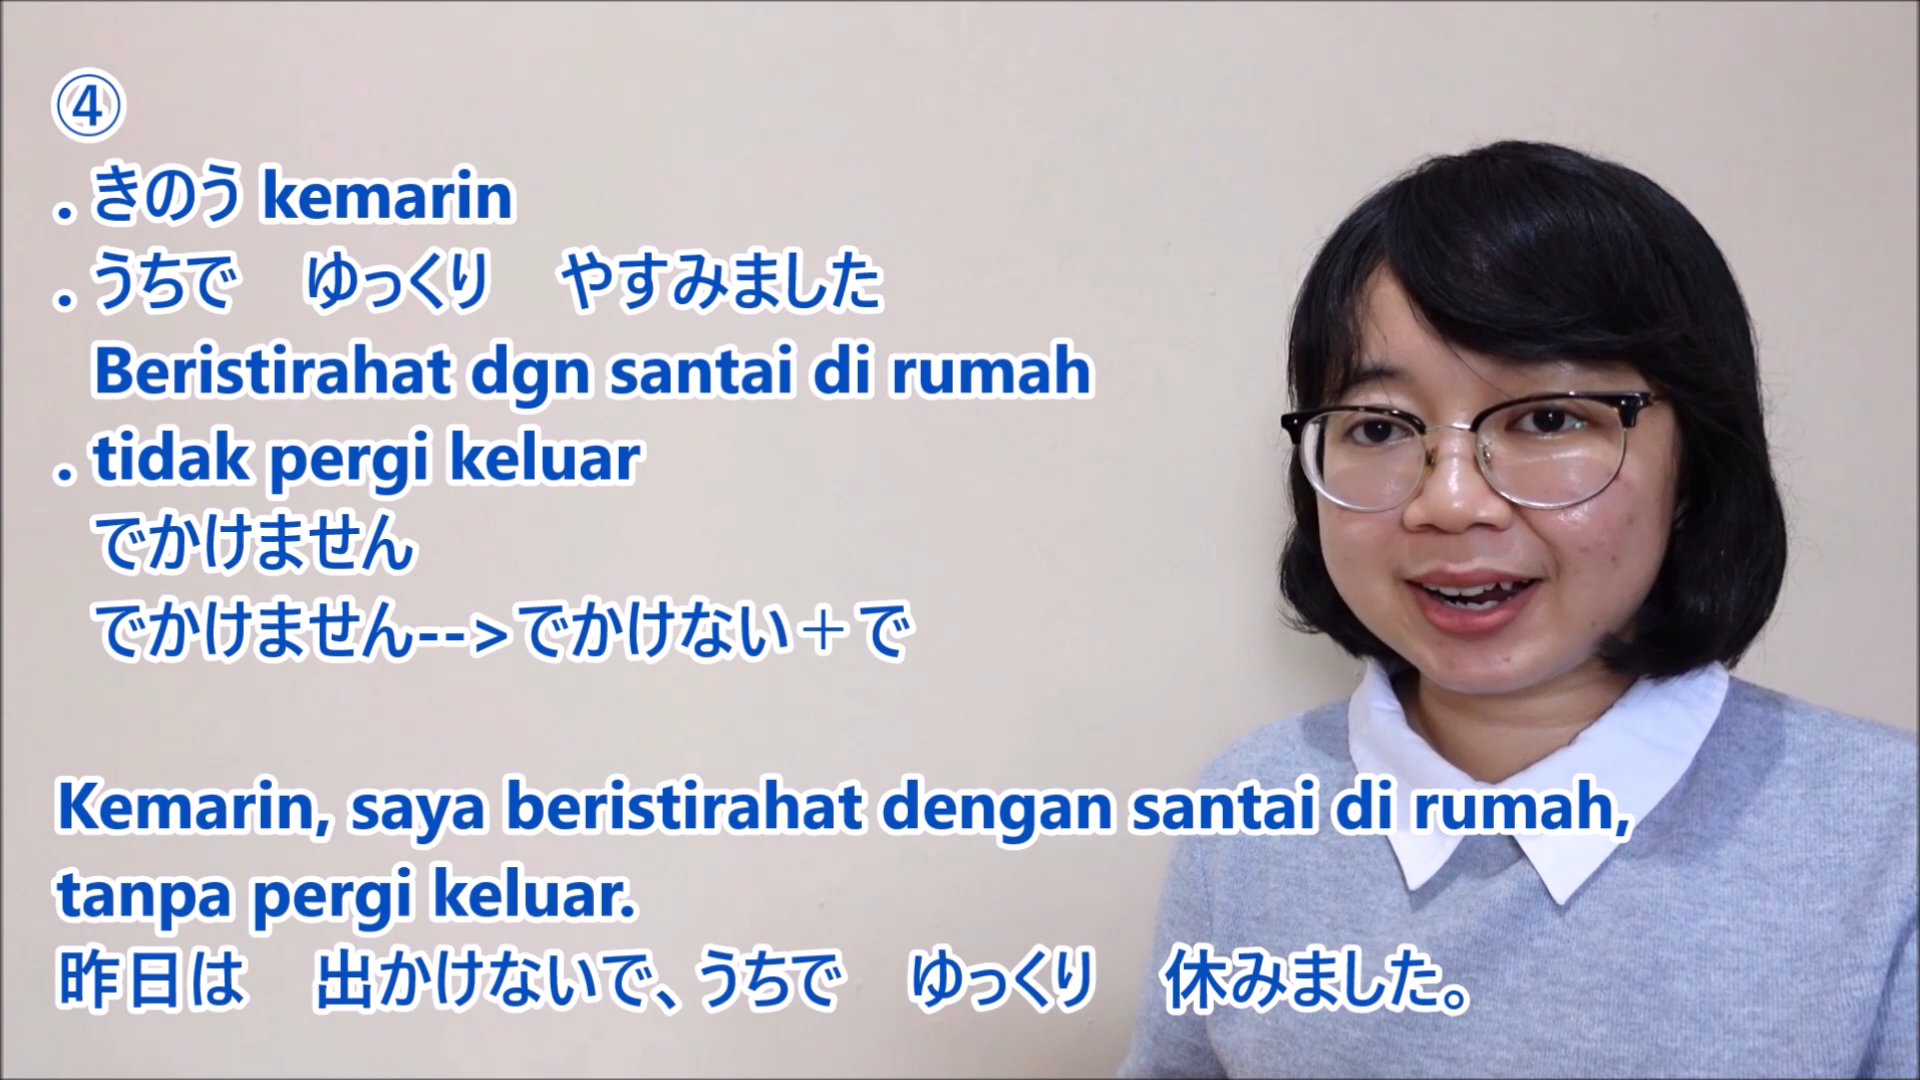 ④
. きのう kemarin
. うちで　ゆっくり　やすみました
Beristirahat dgn santai di rumah
. tidak pergi keluar
でかけません
でかけません-->でかけない＋で
Kemarin, saya beristirahat dengan santai di rumah,
tanpa pergi keluar.
昨日は　出かけないで、うちで　ゆっくり　休みました。